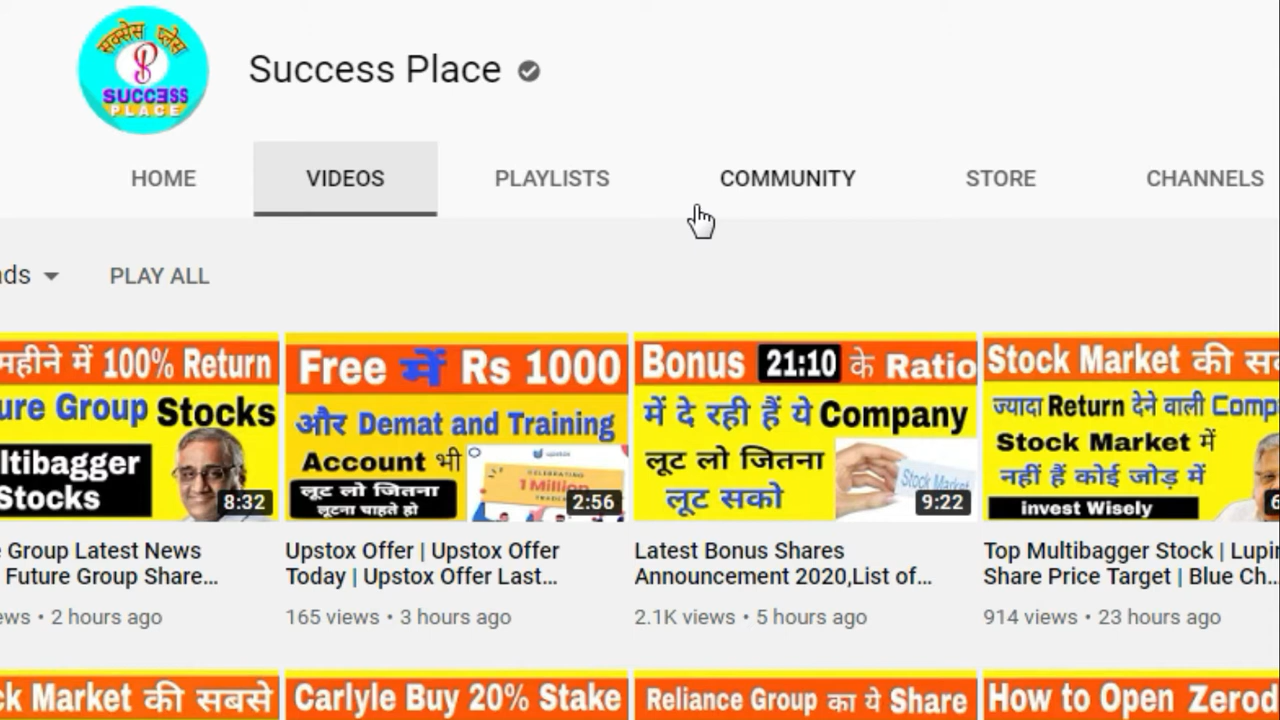 सक्सेस प्लेस
SUCCESS
PLACE
Success Place
HOME VIDEOS PLAYLISTS COMMUNITY STORE CHANNELS
PLAY ALL
महीने में 100% Return
Group Stocks
Stocks
8:32
Group Latest News
Future Group Share...
2 hours ago
Free में Rs 1000
और Demat and Training
Account भी
लूट लो जितना
लूटना चाहते हो
upstox
CELEBRATING
1 Million
2:56
Upstox Offer | Upstox Offer
Today | Upstox Offer Last...
165 views • 3 hours ago
Bonus 21:10 के Ratio
में दे रही हैं ये Company
लूट लो जितना
लूट सको
Stock Market
9:22
Latest Bonus Shares
Announcement 2020,List of...
2.1K views • 5 hours ago
Stock Market की
ज्यादा Return देने वाली
Stock Market में
नहीं हैं कोई जोड़ में
invest Wisely
Top Multibagger Stock |
Share Price Target | Blue
914 views • 23 hours ago
Market की सबसे
Carlyle Buy 20% Stake
Reliance Group का ये Share
How to Open